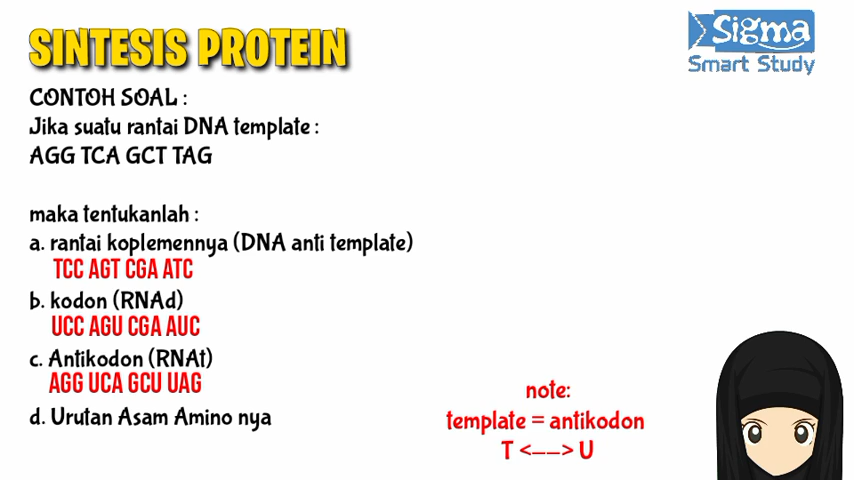 SINTESIS PROTEIN
Sigma
Smart Study
CONTOH SOAL :
Jika suatu rantai DNA template :
AGG TCA GCT TAG
maka tentukanlah :
a. rantai koplemennya (DNA anti template)
TCC AGT CGA ATC
b. kodon (RNAd)
UCC AGU CGA AUC
c. Antikodon (RNAt)
AGG UCA GCU UAG
d. Urutan Asam Amino nya
note:
template = antikodon
T <--> U